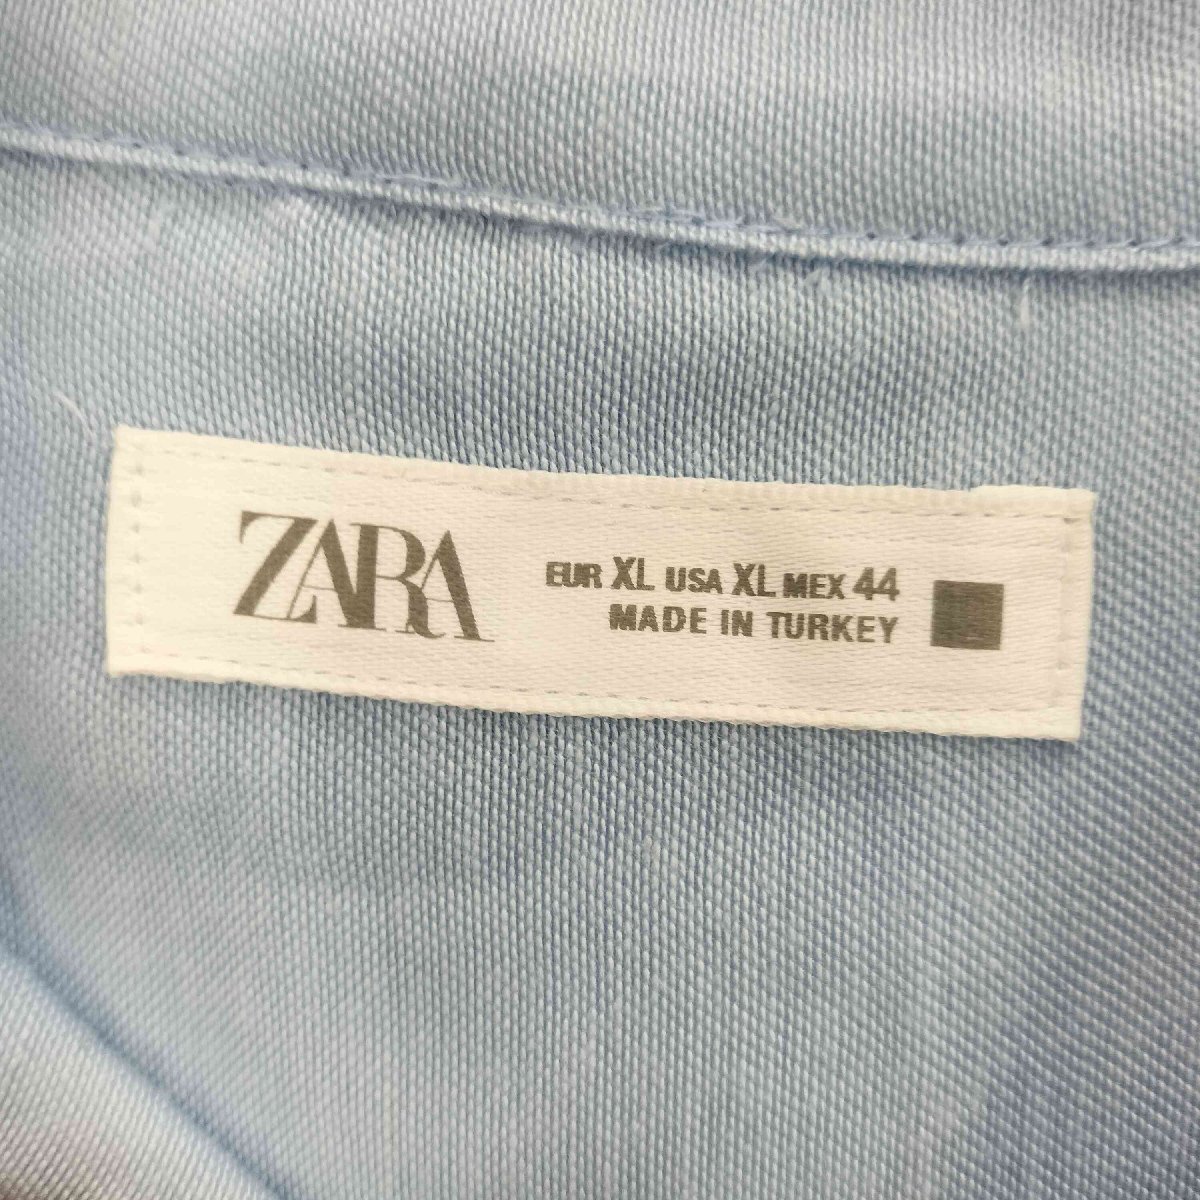 ZARA
EUR XL USA XL MEX 44
MADE IN TURKEY